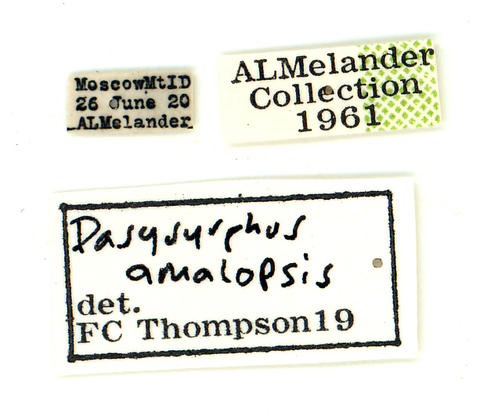 MoscowMtID
26 June 20
ALMelander
ALMelander
Collection
1961
Dasysyrphus
amalopsis
det.
FC Thompson19